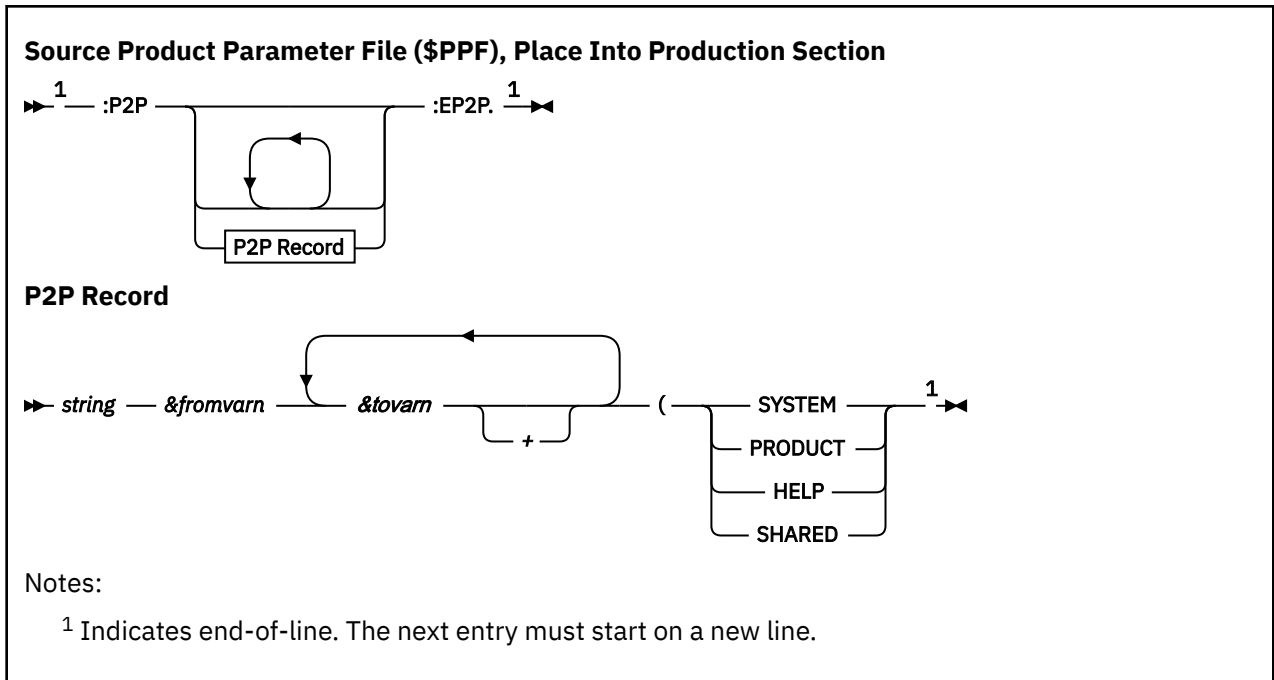 Source Product Parameter File ($PPF), Place Into Production Section
1 :P2P :EP2P. 1
P2P Record
P2P Record
string &fromvarn &tovarn + ( SYSTEM 1
PRODUCT
HELP
SHARED
Notes:
1 Indicates end-of-line. The next entry must start on a new line.